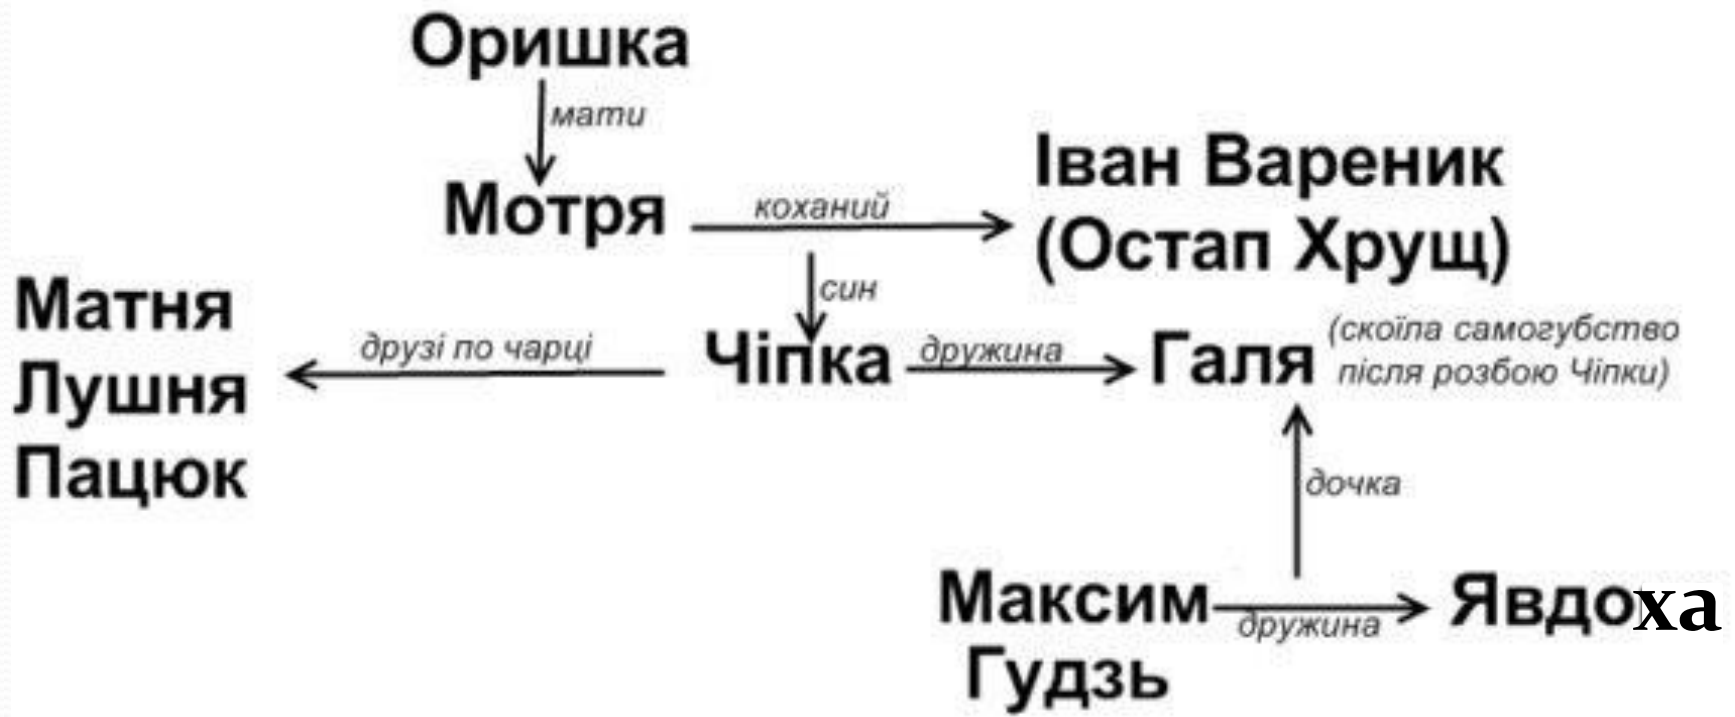 Оришка
мати
Мотря
коханий
Іван Вареник
(Остап Хрущ)
син
Матня
Лушня
Пацюк
друзі по чарці
Чіпка
дружина
Галя
(скоїла самогубство
після розбою Чіпки)
дочка
Максим
Гудзь
дружина
Явдоха